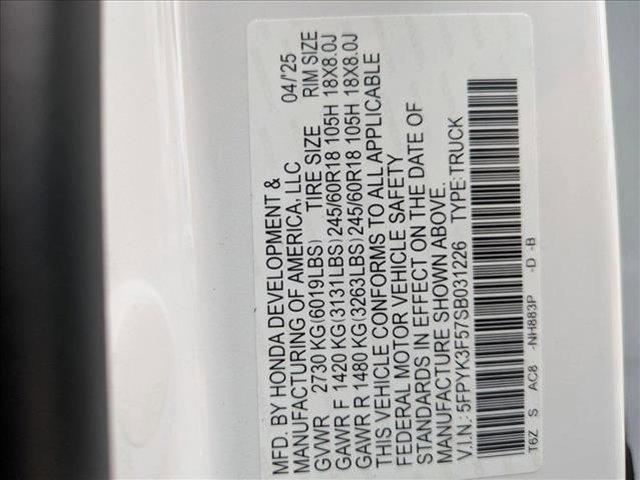 MFD. BY HONDA DEVELOPMENT &
MANUFACTURING OF AMERICA, LLC 04/'25
GVWR 2730 KG(6019LBS) TIRE SIZE RIM SIZE
GAWR F 1420 KG(3131LBS)245/60R18 105H 18X8.0J
GAWR R 1480 KG(3263LBS)245/60R18 105H 18X8.0J
THIS VEHICLE CONFORMS TO ALL APPLICABLE
FEDERAL MOTOR VEHICLE SAFETY
STANDARDS IN EFFECT ON THE DATE OF
MANUFACTURE SHOWN ABOVE.
V.I.N.: 5FPYK3F57SB031226 TYPE:TRUCK
T6Z S AC8 -NH883P -D -B